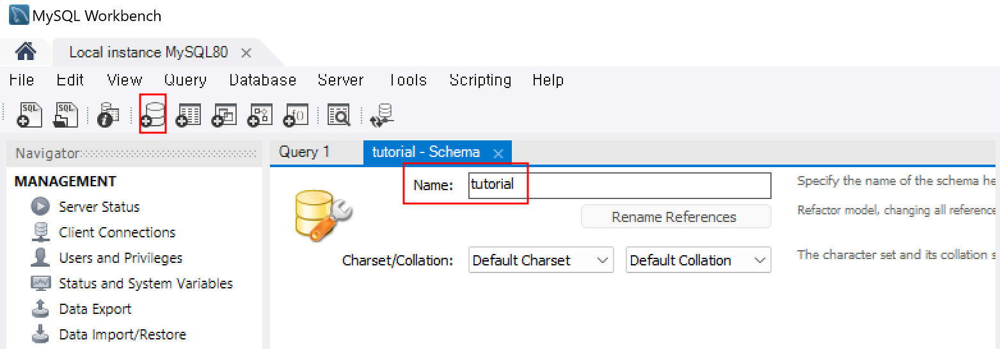 MySQL Workbench
Local instance MySQL80
File Edit View Query Database Server Tools Scripting Help
SQL SQL f()
Navigator
Query 1
tutorial - Schema
MANAGEMENT
Server Status
Client Connections
Users and Privileges
Status and System Variables
Data Export
Data Import/Restore
Name: tutorial
Specify the name of the schema he
Rename References
Refactor model, changing all reference
Charset/Collation: Default Charset Default Collation
The character set and its collation s